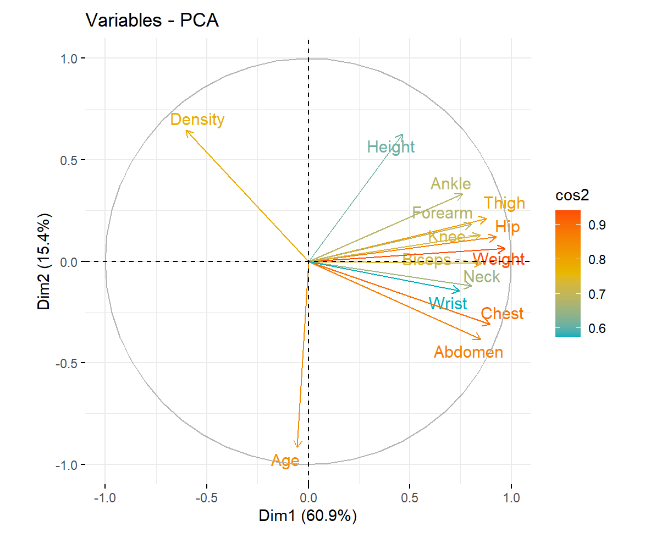 Variables - PCA
1.0
0.5
0.0
-0.5
-1.0
Dim2 (15.4%)
Density
Height
Ankle
Thigh
Forearm
Hip
Knee
Biceps
Weight
Neck
Wrist
Chest
Abdomen
Age
-1.0
-0.5
0.0
0.5
1.0
Dim1 (60.9%)
cos2
0.9
0.8
0.7
0.6